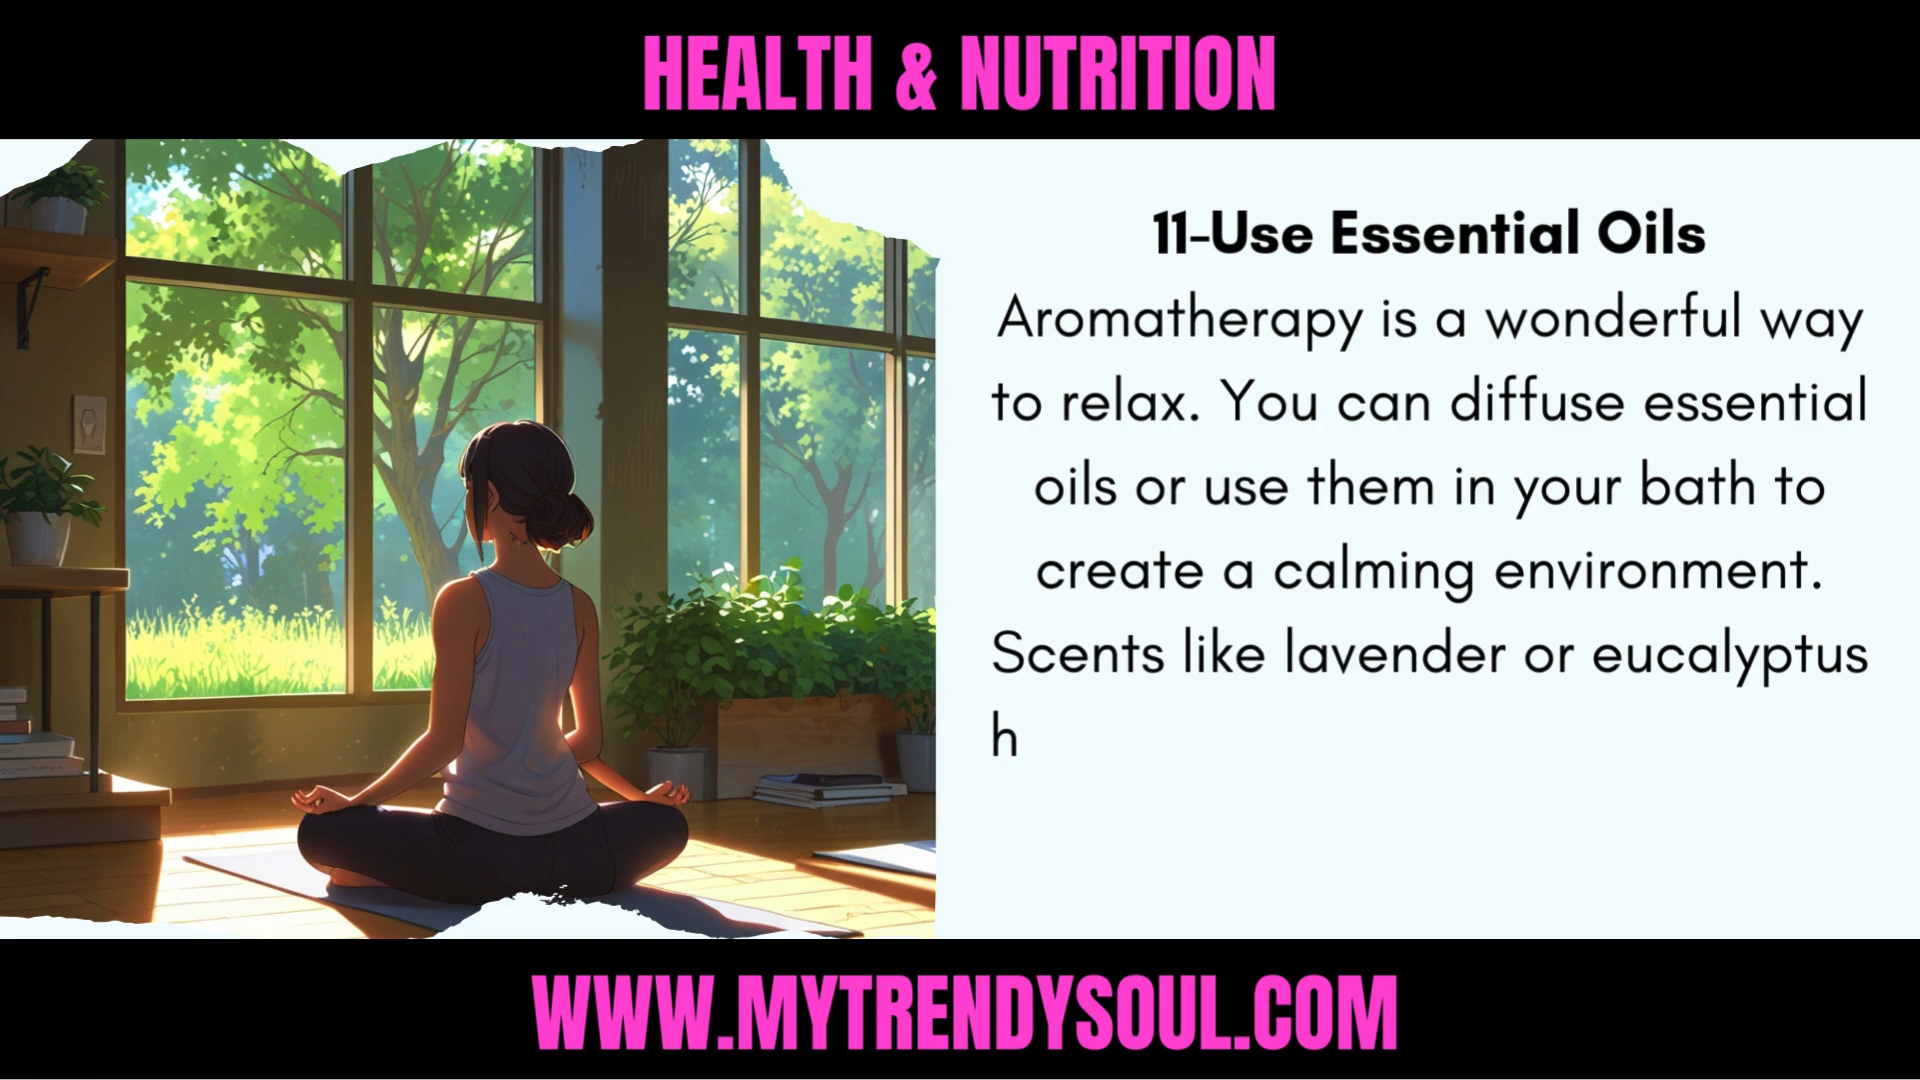 HEALTH & NUTRITION
11-Use Essential Oils
Aromatherapy is a wonderful way
to relax. You can diffuse essential
oils or use them in your bath to
create a calming environment.
Scents like lavender or eucalyptus
h
WWW.MYTRENDYSOUL.COM